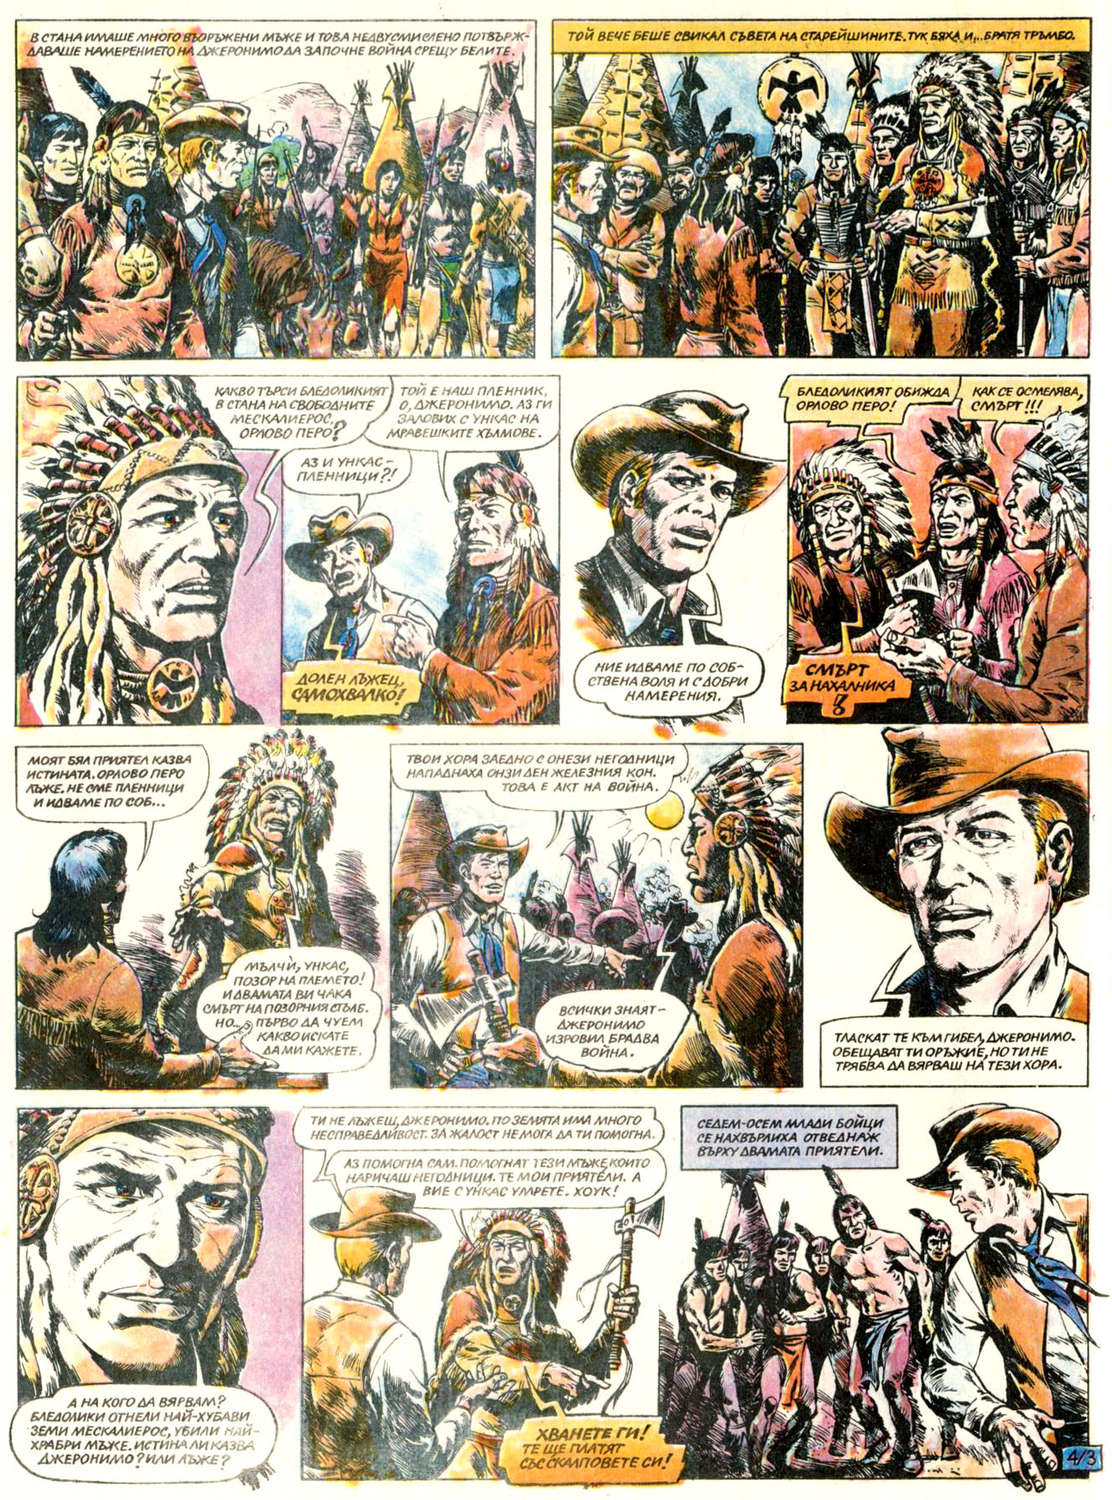 В СТАНА ИМАШЕ МНОГО ВЪОРЪЖЕНИ МЪЖЕ И ТОВА НЕДВУСМИСЛЕНО ПОТВЪРЖ-
ДАВАШЕ НАМЕРЕНИЕТО НА ДЖЕРОНИМО ДА ЗАПОЧНЕ ВОЙНА СРЕЩУ БЕЛИТЕ.
ТОЙ ВЕЧЕ БЕШЕ СВИКАЛ СЪВЕТА НА СТАРЕЙШИНИТЕ. ТУК БЯХА И... БРАТЯ ТРЪМБО.
КАКВО ТЪРСИ БЛЕДОЛИКИЯТ
В СТАНА НА СВОБОДНИТЕ
МЕСКАЛИЕРОС,
ОРЛОВО ПЕРО?
ТОЙ Е НАШ ПЛЕННИК,
О, ДЖЕРОНИМО. АЗ ГИ
ЗАЛОВИХ С УНКАС НА
МРАВЕШКИТЕ ХЪЛМОВЕ.
АЗ И УНКАС –
ПЛЕННИЦИ?!
ДОЛЕН ЛЪЖЕЦ,
САМОХВАЛКО!
НИЕ ИДВАМЕ ПО СОБ-
СТВЕНА ВОЛЯ И С ДОБРИ
НАМЕРЕНИЯ.
БЛЕДОЛИКИЯТ ОБИЖДА
ОРЛОВО ПЕРО!
КАК СЕ ОСМЕЛЯВА,
СМЪРТ!!!
СМЪРТ
ЗА НАХАЛНИКА
!
МОЯТ БЯЛ ПРИЯТЕЛ КАЗВА
ИСТИНАТА. ОРЛОВО ПЕРО
ЛЪЖЕ. НЕ СМЕ ПЛЕННИЦИ
И ИДВАМЕ ПО СОБ...
МЪЛЧИ, УНКАС,
ПОЗОР НА ПЛЕМЕТО!
И ДВАМАТА ВИ ЧАКА
СМЪРТ НА ПОЗОРНИЯ СТЪЛБ.
НО... ПЪРВО ДА ЧУЕМ
КАКВО ИСКАТЕ
ДА МИ КАЖЕТЕ.
ТВОИ ХОРА ЗАЕДНО С ОНЕЗИ НЕГОДНИЦИ
НАПАДНАХА ОНЗИ ДЕН ЖЕЛЕЗНИЯ КОН.
ТОВА Е АКТ НА ВОЙНА.
ВСИЧКИ ЗНАЯТ –
ДЖЕРОНИМО
ИЗРОВИЛ БРАДВА
ВОЙНА.
ТЛАСКАТ ТЕ КЪМ ГИБЕЛ, ДЖЕРОНИМО.
ОБЕЩАВАТ ТИ ОРЪЖИЕ, НО ТИ НЕ
ТРЯБВА ДА ВЯРВАШ НА ТЕЗИ ХОРА.
А НА КОГО ДА ВЯРВАМ?
БЛЕДОЛИКИ ОТНЕЛИ НАЙ-ХУБАВИ
ЗЕМИ МЕСКАЛИЕРОС, УБИЛИ НАЙ-
ХРАБРИ МЪЖЕ. ИСТИНА ЛИ КАЗВА
ДЖЕРОНИМО? ИЛИ ЛЪЖЕ?
ТИ НЕ ЛЪЖЕШ, ДЖЕРОНИМО. ПО ЗЕМЯТА ИМА МНОГО
НЕСПРАВЕДЛИВОСТ. ЗА ЖАЛОСТ НЕ МОГА ДА ТИ ПОМОГНА.
АЗ ПОМОГНА САМ. ПОМОГНАТ ТЕЗИ МЪЖЕ, КОИТО
НАРИЧАШ НЕГОДНИЦИ. ТЕ МОИ ПРИЯТЕЛИ. А
ВИЕ С УНКАС УМРЕТЕ. ХОУК!
ХВАНЕТЕ ГИ!
ТЕ ЩЕ ПЛАТЯТ
СЪС СКАЛПОВЕТЕ СИ!
СЕДЕМ-ОСЕМ МЛАДИ БОЙЦИ
СЕ НАХВЪРЛИХА ОТВЕДНАЖ
ВЪРХУ ДВАМАТА ПРИЯТЕЛИ.
4/3